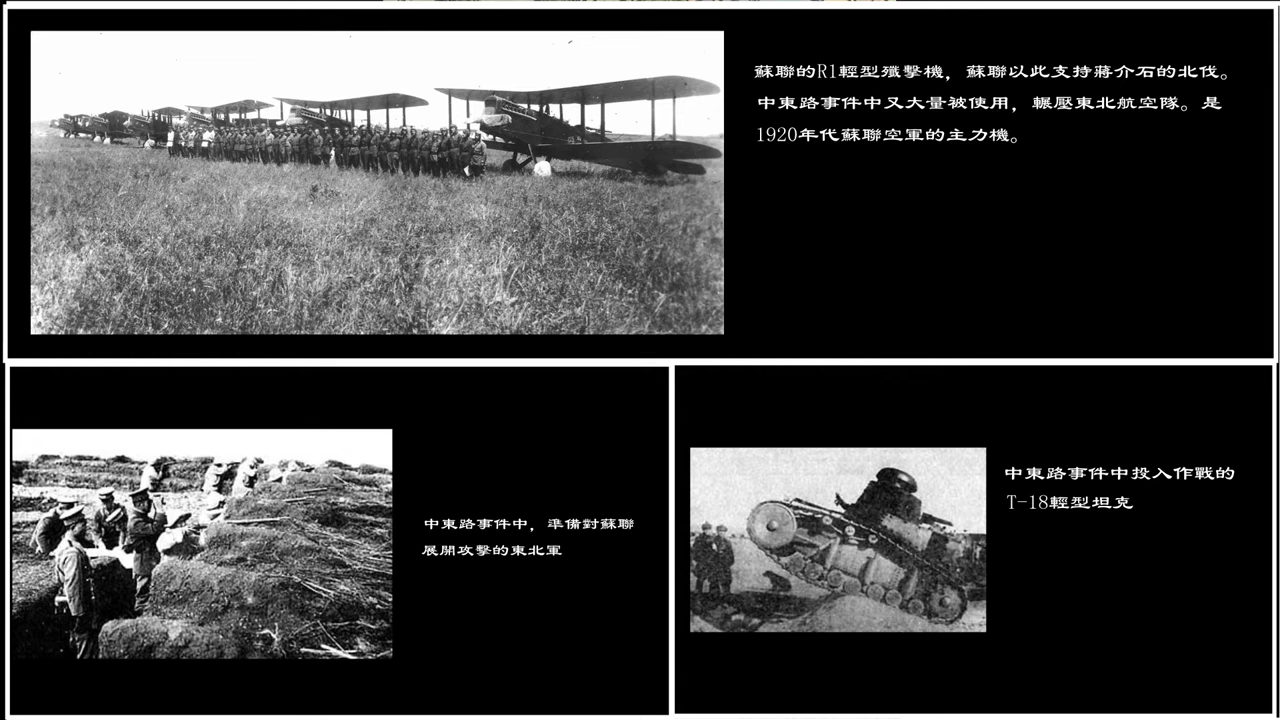 蘇聯的R1輕型殲擊機，蘇聯以此支持蔣介石的北伐。
中東路事件中又大量被使用，輾壓東北航空隊。是
1920年代蘇聯空軍的主力機。
中東路事件中，準備對蘇聯
展開攻擊的東北軍
中東路事件中投入作戰的
T-18輕型坦克